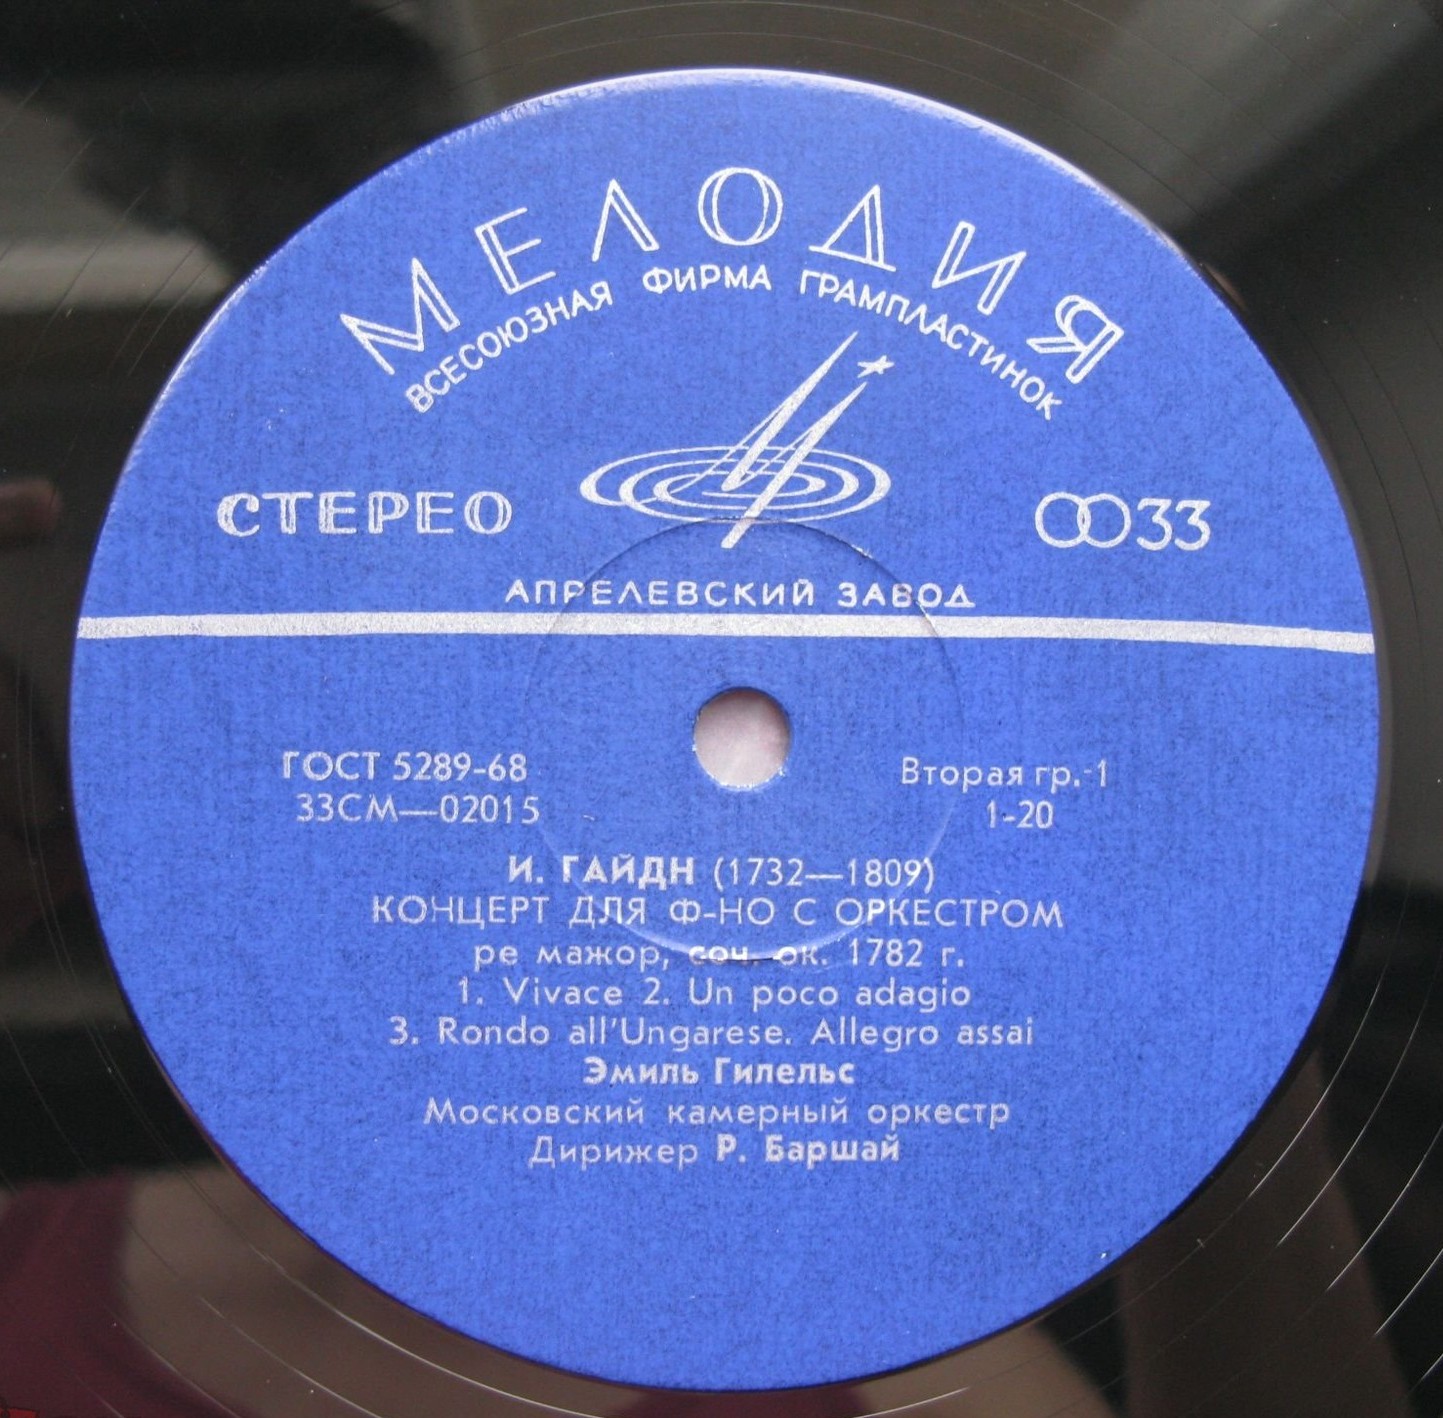 МЕЛОДИЯ
ВСЕСОЮЗНАЯ ФИРМА ГРАМПЛАСТИНОК
СТЕРЕО
33
АПРЕЛЕВСКИЙ ЗАВОД
ГОСТ 5289-68
33СМ—02015
Вторая гр.-1
1-20
И. ГАЙДН (1732—1809)
КОНЦЕРТ ДЛЯ Ф-НО С ОРКЕСТРОМ
ре мажор, соч. ок. 1782 г.
1. Vivace 2. Un poco adagio
3. Rondo all'Ungarese. Allegro assai
Эмиль Гилельс
Московский камерный оркестр
Дирижер Р. Баршай